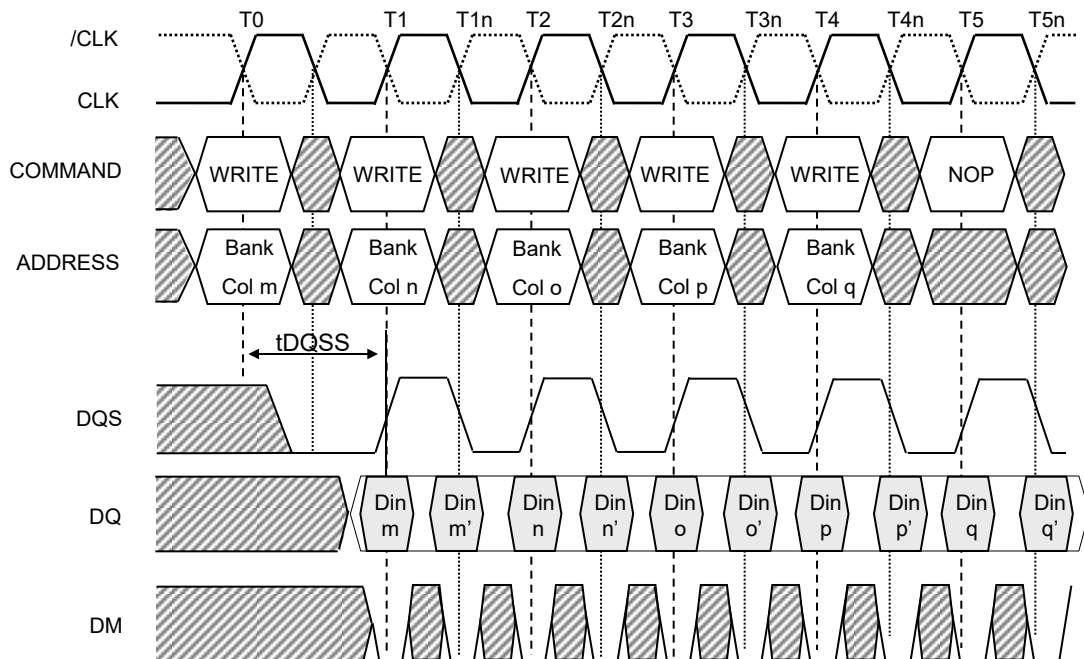 T0 T1 T1n T2 T2n T3 T3n T4 T4n T5 T5n
/CLK
CLK
COMMAND WRITE WRITE WRITE WRITE WRITE NOP
ADDRESS
Bank Bank Bank Bank Bank
Col m Col n Col o Col p Col q
tDQSS
DQS
DQ
Din Din Din Din Din Din Din Din Din Din
m m’ n n’ o o’ p p’ q q’
DM